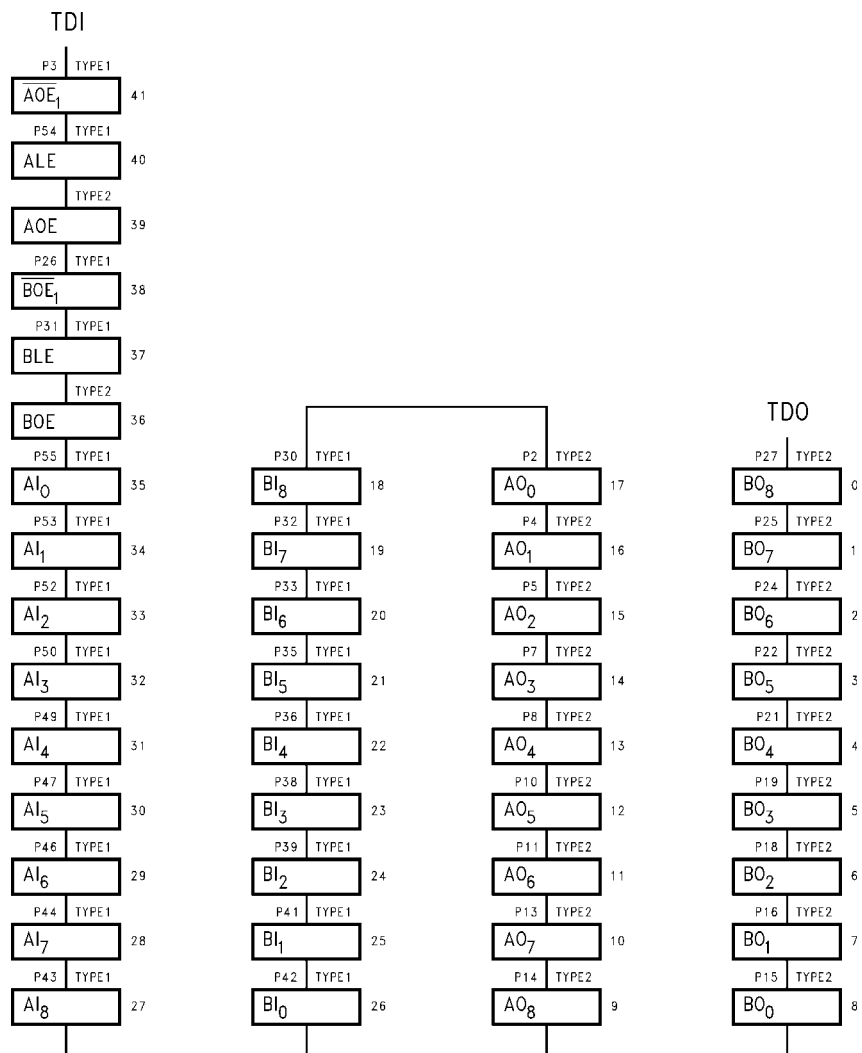 TDI
P3 TYPE1
AOE₁ 41
P54 TYPE1
ALE 40
TYPE2
AOE 39
P26 TYPE1
BOE₁ 38
P31 TYPE1
BLE 37
TYPE2
BOE 36
P55 TYPE1
AI₀ 35
P53 TYPE1
AI₁ 34
P52 TYPE1
AI₂ 33
P50 TYPE1
AI₃ 32
P49 TYPE1
AI₄ 31
P47 TYPE1
AI₅ 30
P46 TYPE1
AI₆ 29
P44 TYPE1
AI₇ 28
P43 TYPE1
AI₈ 27
P30 TYPE1
BI₈ 18
P32 TYPE1
BI₇ 19
P33 TYPE1
BI₆ 20
P35 TYPE1
BI₅ 21
P36 TYPE1
BI₄ 22
P38 TYPE1
BI₃ 23
P39 TYPE1
BI₂ 24
P41 TYPE1
BI₁ 25
P42 TYPE1
BI₀ 26
P2 TYPE2
AO₀ 17
P4 TYPE2
AO₁ 16
P5 TYPE2
AO₂ 15
P7 TYPE2
AO₃ 14
P8 TYPE2
AO₄ 13
P10 TYPE2
AO₅ 12
P11 TYPE2
AO₆ 11
P13 TYPE2
AO₇ 10
P14 TYPE2
AO₈ 9
TDO
P27 TYPE2
BO₈ 0
P25 TYPE2
BO₇ 1
P24 TYPE2
BO₆ 2
P22 TYPE2
BO₅ 3
P21 TYPE2
BO₄ 4
P19 TYPE2
BO₃ 5
P18 TYPE2
BO₂ 6
P16 TYPE2
BO₁ 7
P15 TYPE2
BO₀ 8